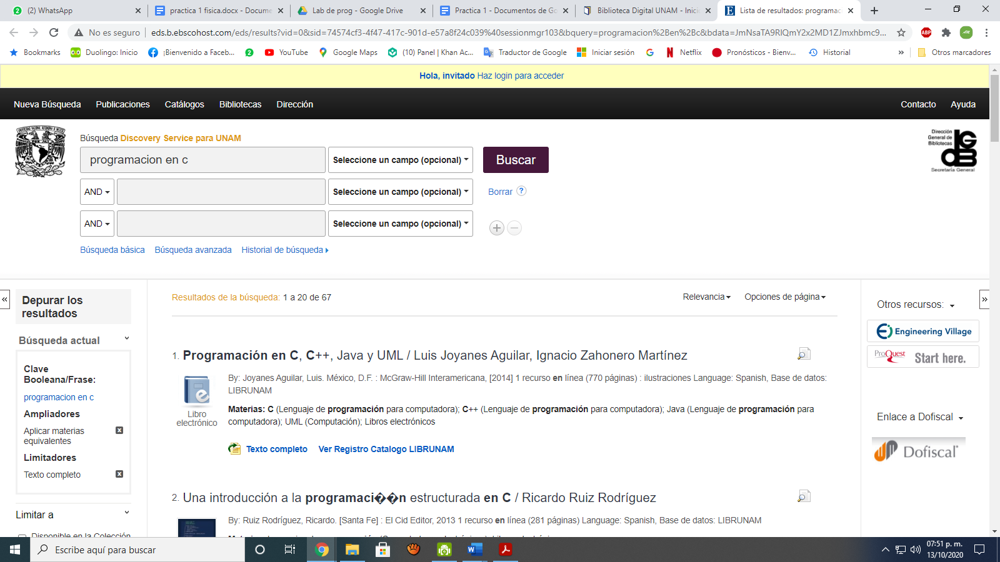 (2) WhatsApp
practica 1 fisica.docx - Docume
Lab de prog - Google Drive
Practica 1 - Documentos de Go
Biblioteca Digital UNAM - Inici
Lista de resultados: programac
No es seguro
eds.b.ebscohost.com/eds/results?vid=0&sid=74574cf3-4f47-417c-901d-e57a8f24c039%40sessionmgr103&bquery=programacion%2Ben%2Bc&bdata=JmNsaTA9RlQmY2x2MD1ZJmxhbmc9...
ABP
Bookmarks
Duolingo: Inicio
¡Bienvenido a Faceb...
2
YouTube
Google Maps
(10) Panel | Khan Ac...
Traductor de Google
Iniciar sesión
Netflix
Pronósticos - Bienv...
Historial
»
Otros marcadores
Hola, invitado Haz login para acceder
Nueva Búsqueda
Publicaciones
Catálogos
Bibliotecas
Dirección
Contacto
Ayuda
Búsqueda Discovery Service para UNAM
programacion en c
Seleccione un campo (opcional)
Buscar
Dirección
General de
Bibliotecas
Secretaría General
AND
Seleccione un campo (opcional)
Borrar
?
AND
Seleccione un campo (opcional)
Búsqueda básica
Búsqueda avanzada
Historial de búsqueda
«
Depurar los
resultados
Búsqueda actual
Clave
Booleana/Frase:
programacion en c
Ampliadores
Aplicar materias
equivalentes
Limitadores
Texto completo
Limitar a
Disponible en la Colección
Resultados de la búsqueda: 1 a 20 de 67
Relevancia
Opciones de página
1. Programación en C, C++, Java y UML / Luis Joyanes Aguilar, Ignacio Zahonero Martínez
Libro
electrónico
By: Joyanes Aguilar, Luis. México, D.F. : McGraw-Hill Interamericana, [2014] 1 recurso en línea (770 páginas) : ilustraciones Language: Spanish, Base de datos:
LIBRUNAM
Materias: C (Lenguaje de programación para computadora); C++ (Lenguaje de programación para computadora); Java (Lenguaje de programación para
computadora); UML (Computación); Libros electrónicos
Texto completo
Ver Registro Catalogo LIBRUNAM
2. Una introducción a la programaci��n estructurada en C / Ricardo Ruiz Rodríguez
By: Ruiz Rodríguez, Ricardo. [Santa Fe] : El Cid Editor, 2013 1 recurso en línea (281 páginas) Language: Spanish, Base de datos: LIBRUNAM
Otros recursos:
»
Engineering Village
ProQuest
Start here.
Enlace a Dofiscal
Dofiscal
Escribe aquí para buscar
07:51 p. m.
13/10/2020